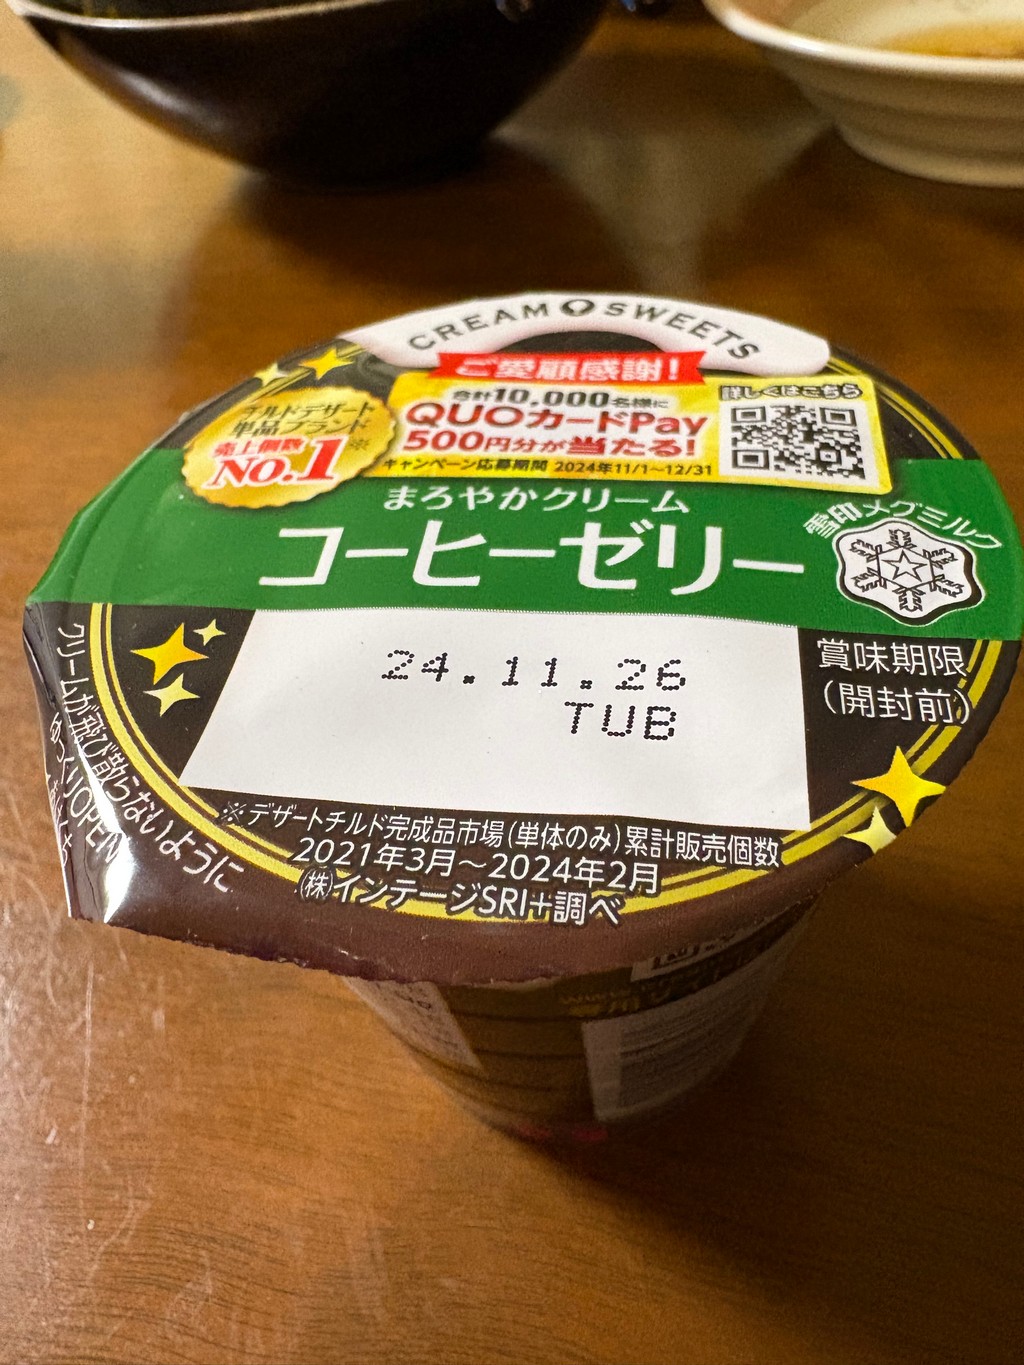 CREAM SWEETS
ご愛顧感謝!
合計10,000名様に
QUOカードPay
500円分が当たる!
キャンペーン応募期間 2024年11/1~12/31
詳しくはこちら
チルドデザート
単品ブランド
売上個数
NO.1※
まろやかクリーム
コーヒーゼリー
雪印メグミルク
24.11.26
TUB
賞味期限
(開封前)
クリームが飛び散らないように
OPEN
※デザートチルド完成品市場(単体のみ)累計販売個数
2021年3月~2024年2月
㈱インテージSRI+調べ